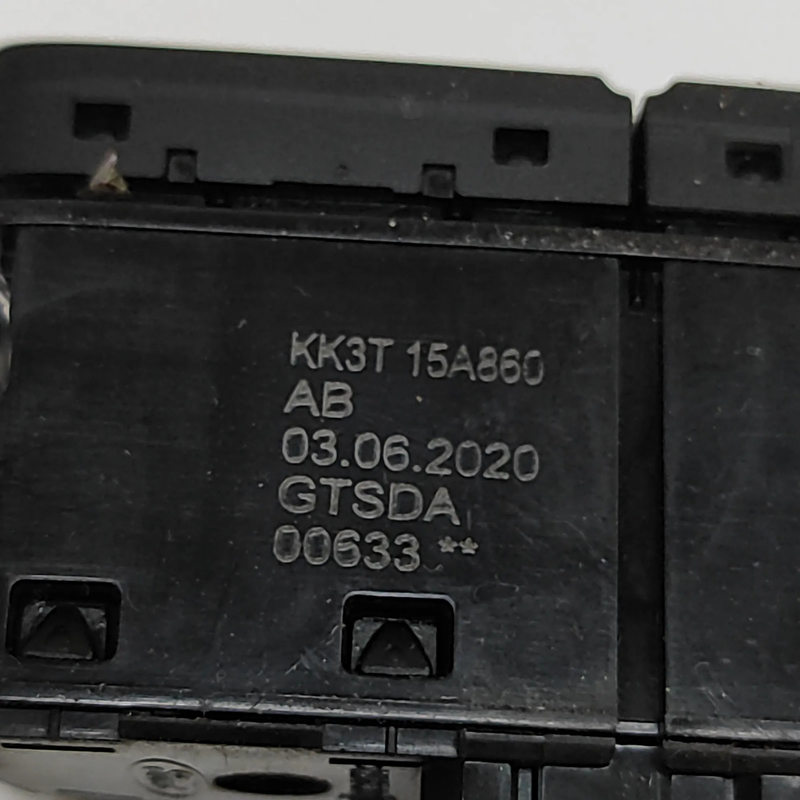 KK3T 15A860
AB
03.06.2020
GTSDA
00633 **